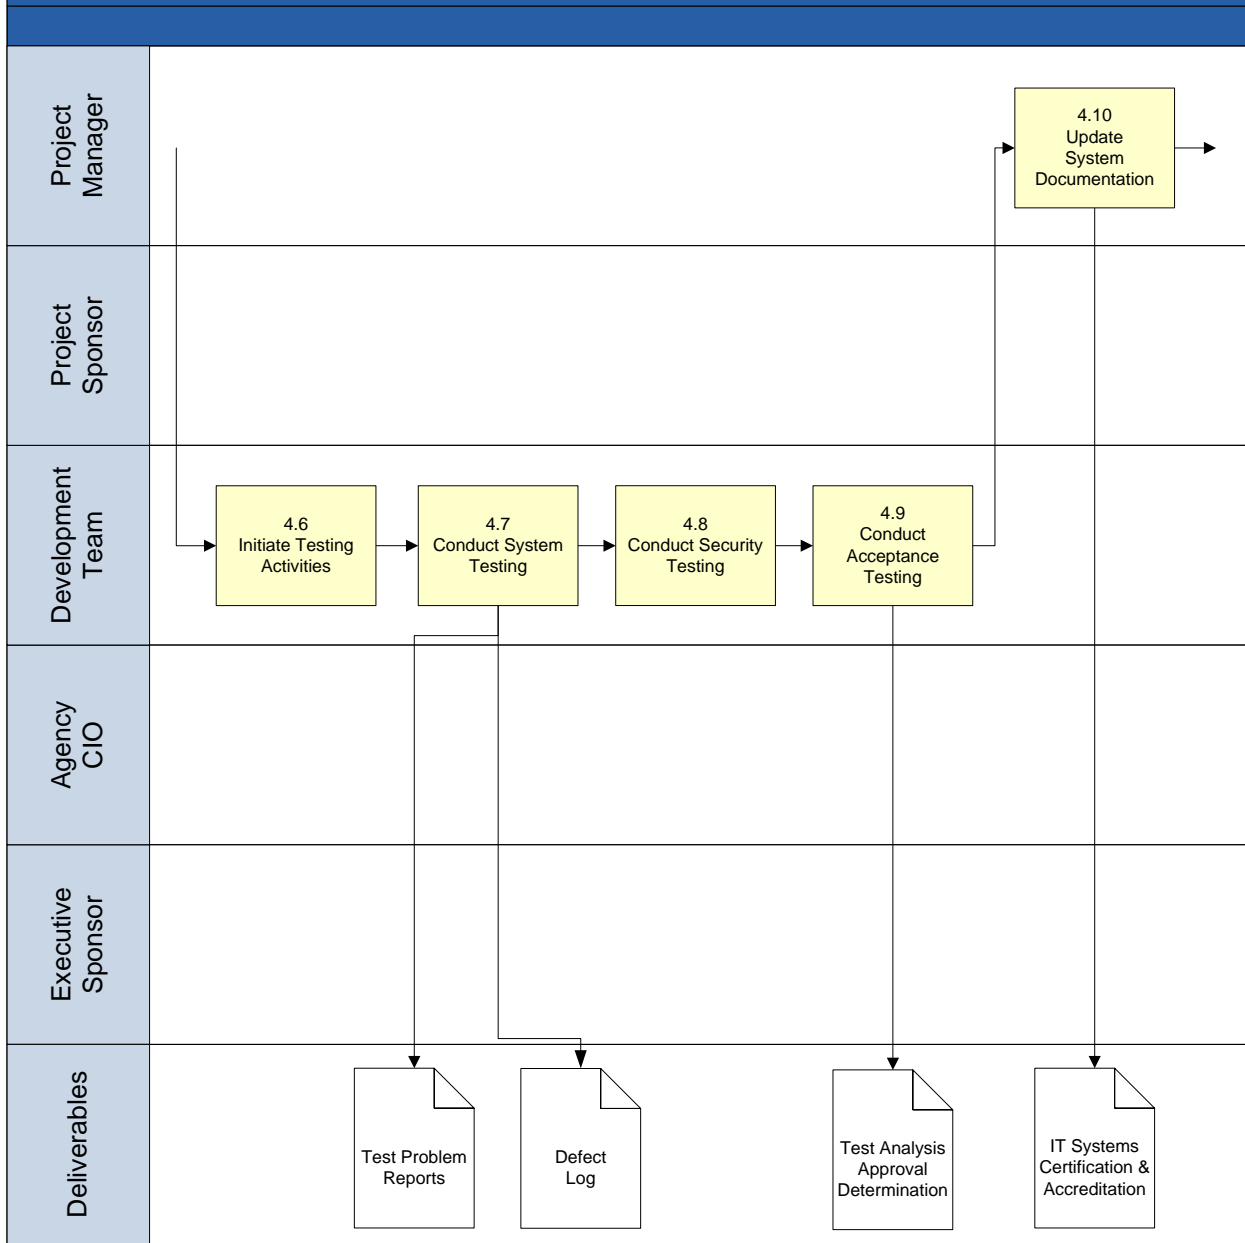 Project
Manager
4.10
Update
System
Documentation
Project
Sponsor
Development
Team
4.6
Initiate Testing
Activities
4.7
Conduct System
Testing
4.8
Conduct Security
Testing
4.9
Conduct
Acceptance
Testing
Agency
CIO
Executive
Sponsor
Deliverables
Test Problem
Reports
Defect
Log
Test Analysis
Approval
Determination
IT Systems
Certification &
Accreditation